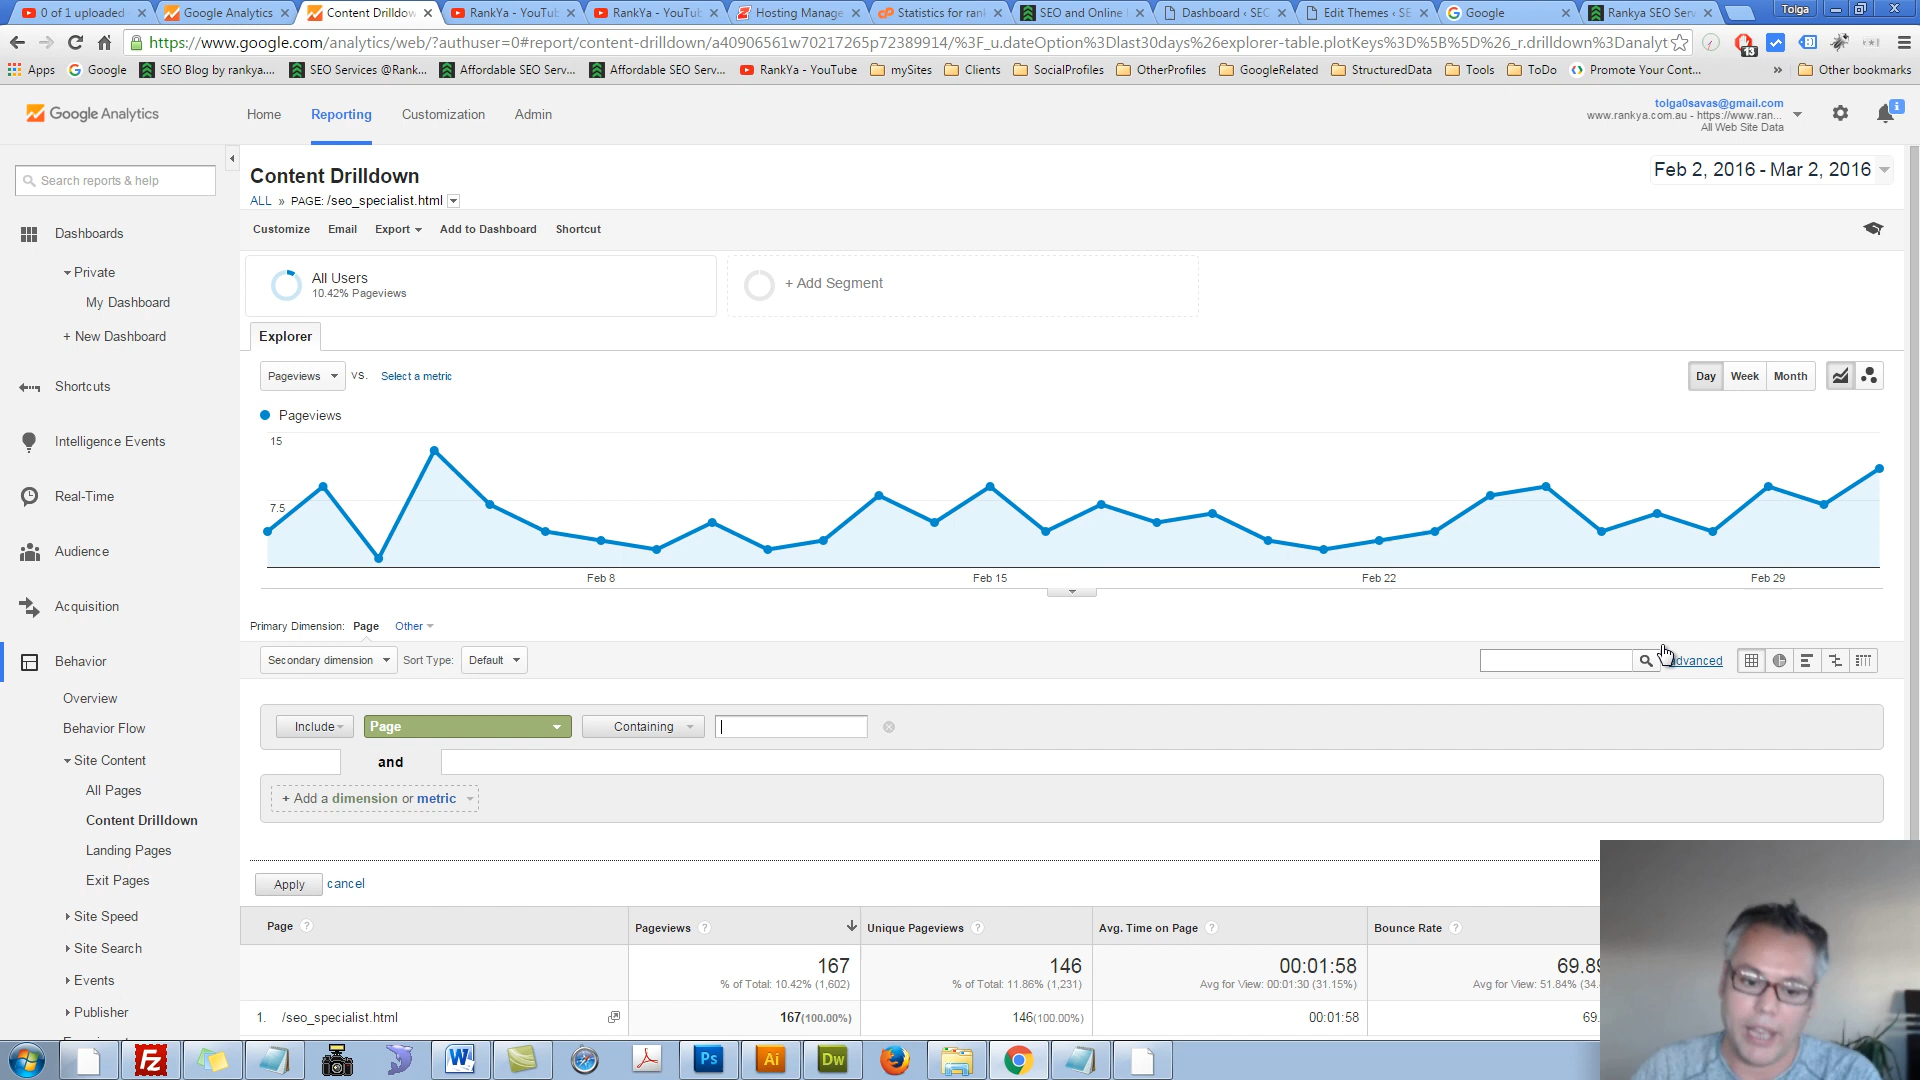 0 of 1 uploaded
Google Analytics
Content Drilldow
RankYa - YouTub
RankYa - YouTub
Hosting Manage
Statistics for rank
SEO and Online
Dashboard ‹ SEC
Edit Themes ‹ SE
Google
Rankya SEO Serv
Tolga
https://www.google.com/analytics/web/?authuser=0#report/content-drilldown/a40906561w70217265p72389914/%3F_u.dateOption%3Dlast30days%26explorer-table.plotKeys%3D%5B%5D%26_r.drilldown%3Danalyt
13
Apps
Google
SEO Blog by rankya....
SEO Services @Rank...
Affordable SEO Serv...
Affordable SEO Serv...
RankYa - YouTube
mySites
Clients
SocialProfiles
OtherProfiles
GoogleRelated
StructuredData
Tools
ToDo
Promote Your Cont...
»
Other bookmarks
Google Analytics
Home
Reporting
Customization
Admin
tolga0savas@gmail.com
www.rankya.com.au - https://www.ran...
All Web Site Data
Search reports & help
Dashboards
Private
My Dashboard
+ New Dashboard
Shortcuts
Intelligence Events
Real-Time
Audience
Acquisition
Behavior
Overview
Behavior Flow
Site Content
All Pages
Content Drilldown
Landing Pages
Exit Pages
Site Speed
Site Search
Events
Publisher
Content Drilldown
Feb 2, 2016 - Mar 2, 2016
ALL » PAGE: /seo_specialist.html
Customize Email Export Add to Dashboard Shortcut
All Users
10.42% Pageviews
+ Add Segment
Explorer
Pageviews VS. Select a metric
Day Week Month
Pageviews
15
7.5
Feb 8
Feb 15
Feb 22
Feb 29
Primary Dimension: Page Other
Secondary dimension Sort Type: Default
advanced
Include Page Containing
and
+ Add a dimension or metric
Apply cancel
Page ? Pageviews ? Unique Pageviews ? Avg. Time on Page ? Bounce Rate ?
167 146 00:01:58 69.89
% of Total: 10.42% (1,602) % of Total: 11.86% (1,231) Avg for View: 00:01:30 (31.15%) Avg for View: 51.84% (34.
1. /seo_specialist.html 167(100.00%) 146(100.00%) 00:01:58 69.
Fz
W
Ps
Ai
Dw